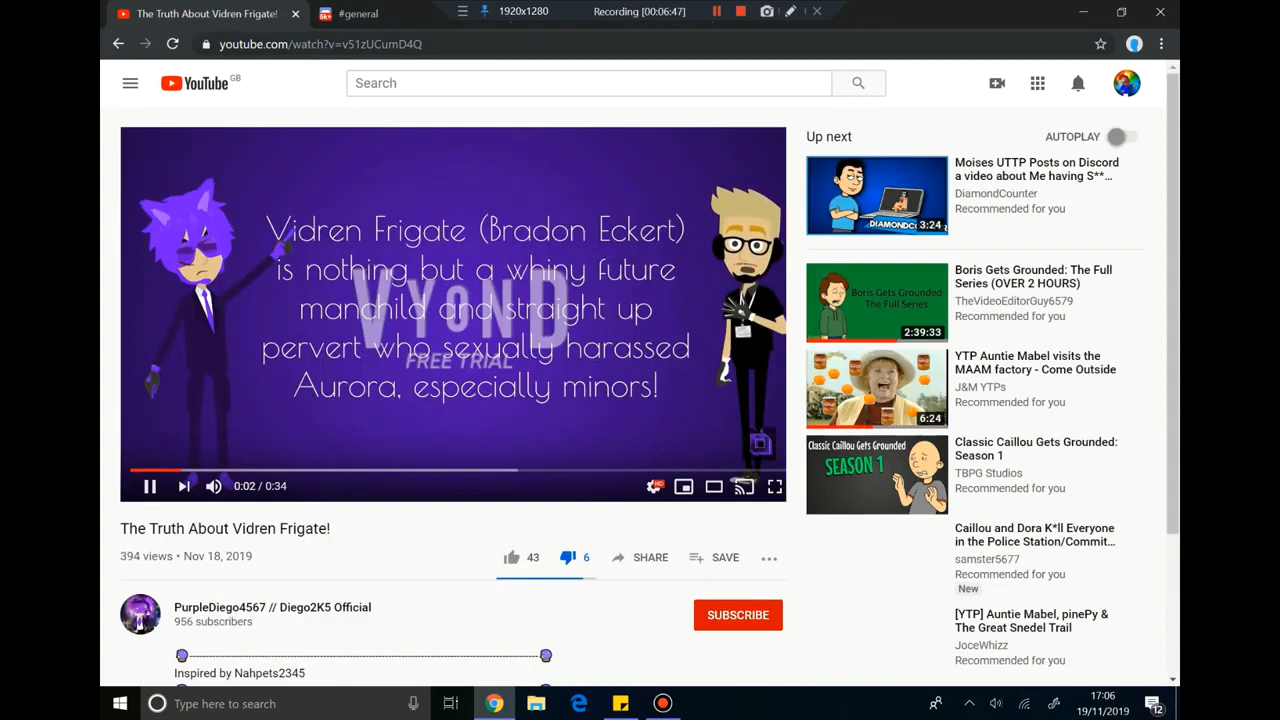 The Truth About Vidren Frigate! -
#general
1920x1280
Recording [00:06:47]
youtube.com/watch?v=v51zUCumD4Q
YouTube GB
Search
Vidren Frigate (Bradon Eckert)
is nothing but a whiny future
manchild and straight up
pervert who sexually harassed
Aurora, especially minors!
VYOND
FREE TRIAL
0:02 / 0:34
HD
The Truth About Vidren Frigate!
394 views • Nov 18, 2019
43
6
SHARE
SAVE
PurpleDiego4567 // Diego2K5 Official
956 subscribers
SUBSCRIBE
Inspired by Nahpets2345
Up next
AUTOPLAY
DIAMONDCO
3:24
Moises UTTP Posts on Discord
a video about Me having S**...
DiamondCounter
Recommended for you
Boris Gets Grounded
The Full Series
2:39:33
Boris Gets Grounded: The Full
Series (OVER 2 HOURS)
TheVideoEditorGuy6579
Recommended for you
6:24
YTP Auntie Mabel visits the
MAAM factory - Come Outside
J&M YTPs
Recommended for you
Classic Caillou Gets Grounded
SEASON 1
Classic Caillou Gets Grounded:
Season 1
TBPG Studios
Recommended for you
Caillou and Dora K*ll Everyone
in the Police Station/Commit...
samster5677
Recommended for you
New
[YTP] Auntie Mabel, pinePy &
The Great Snedel Trail
JoceWhizz
Recommended for you
Type here to search
17:06
19/11/2019
12